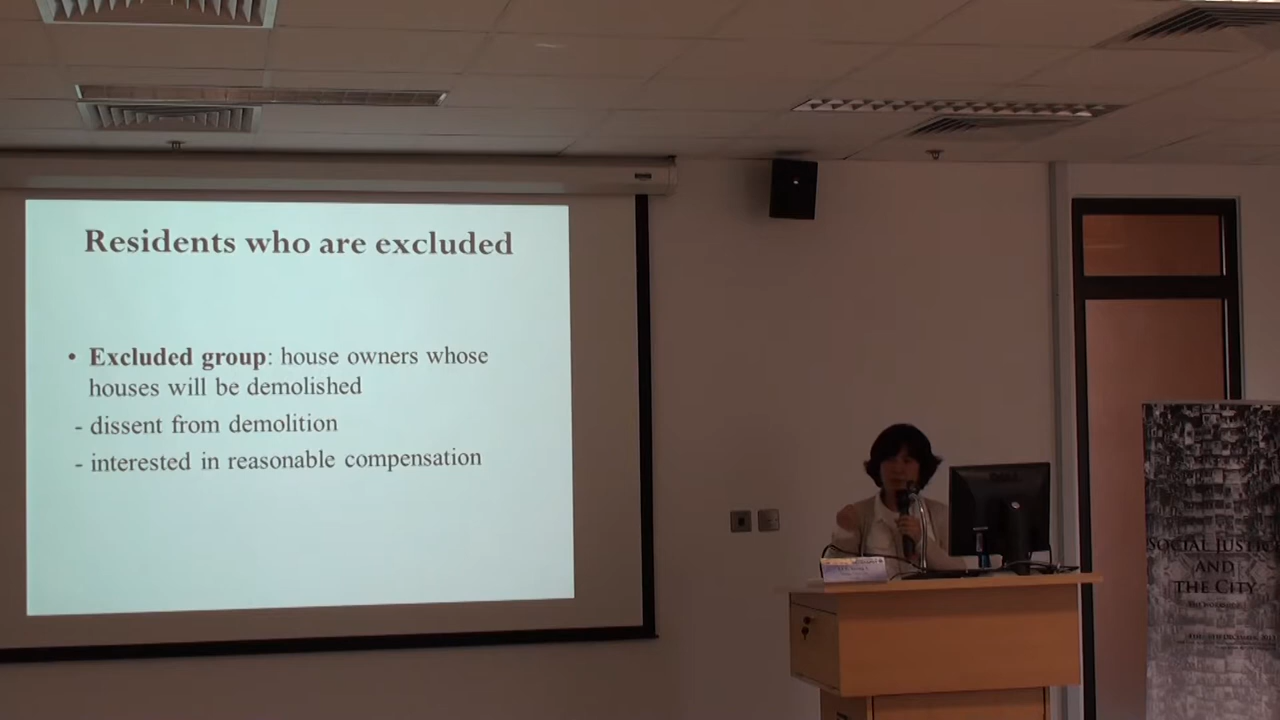 Residents who are excluded
• Excluded group: house owners whose
houses will be demolished
- dissent from demolition
- interested in reasonable compensation
SOCIAL JUSTIC
AND
THE CITY